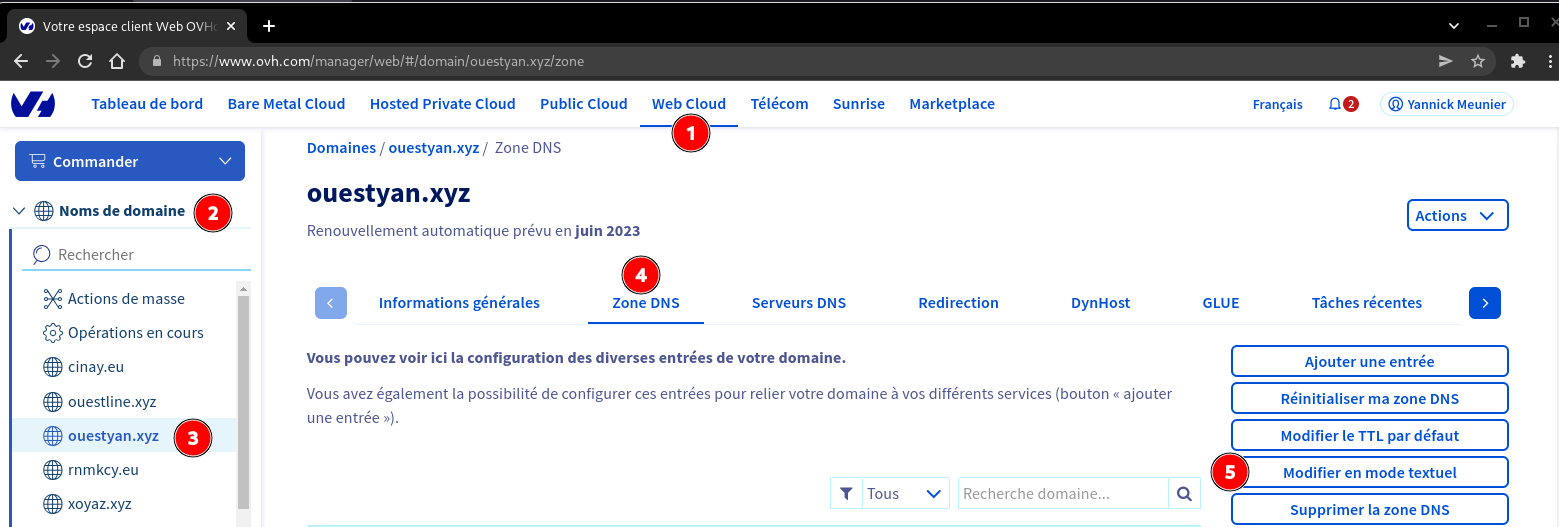 Votre espace client Web OVHc
https://www.ovh.com/manager/web/#/domain/ouestyan.xyz/zone
Tableau de bord Bare Metal Cloud Hosted Private Cloud Public Cloud Web Cloud Télécom Sunrise Marketplace Français 2 Yannick Meunier
1
Commander
Domaines / ouestyan.xyz / Zone DNS
Noms de domaine 2
ouestyan.xyz
Actions
Renouvellement automatique prévu en juin 2023
Rechercher
4
Actions de masse
Informations générales Zone DNS Serveurs DNS Redirection DynHost GLUE Tâches récentes
Opérations en cours
cinay.eu
ouestline.xyz
ouestyan.xyz 3
rnmkcy.eu
xoyaz.xyz
Vous pouvez voir ici la configuration des diverses entrées de votre domaine.
Vous avez également la possibilité de configurer ces entrées pour relier votre domaine à vos différents services (bouton « ajouter
une entrée »).
Ajouter une entrée
Réinitialiser ma zone DNS
Modifier le TTL par défaut
5 Modifier en mode textuel
Supprimer la zone DNS
Tous Recherche domaine...